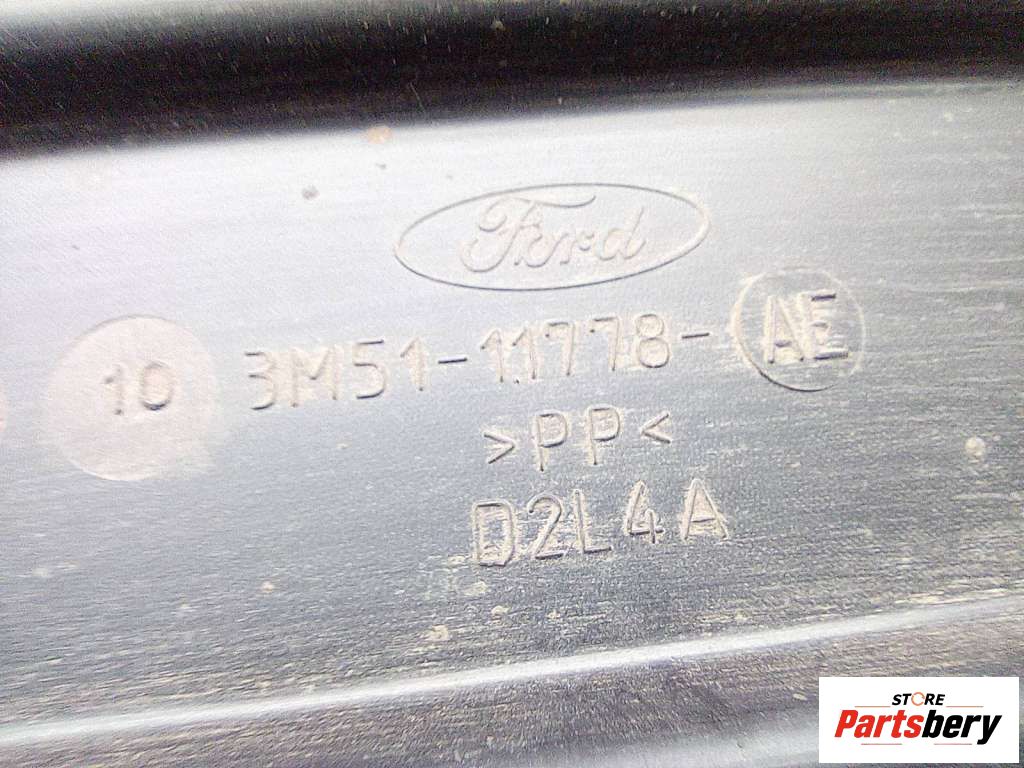 Ford
10 3M51-11778-AE
>PP<
D2L4A
STORE
Partsbery